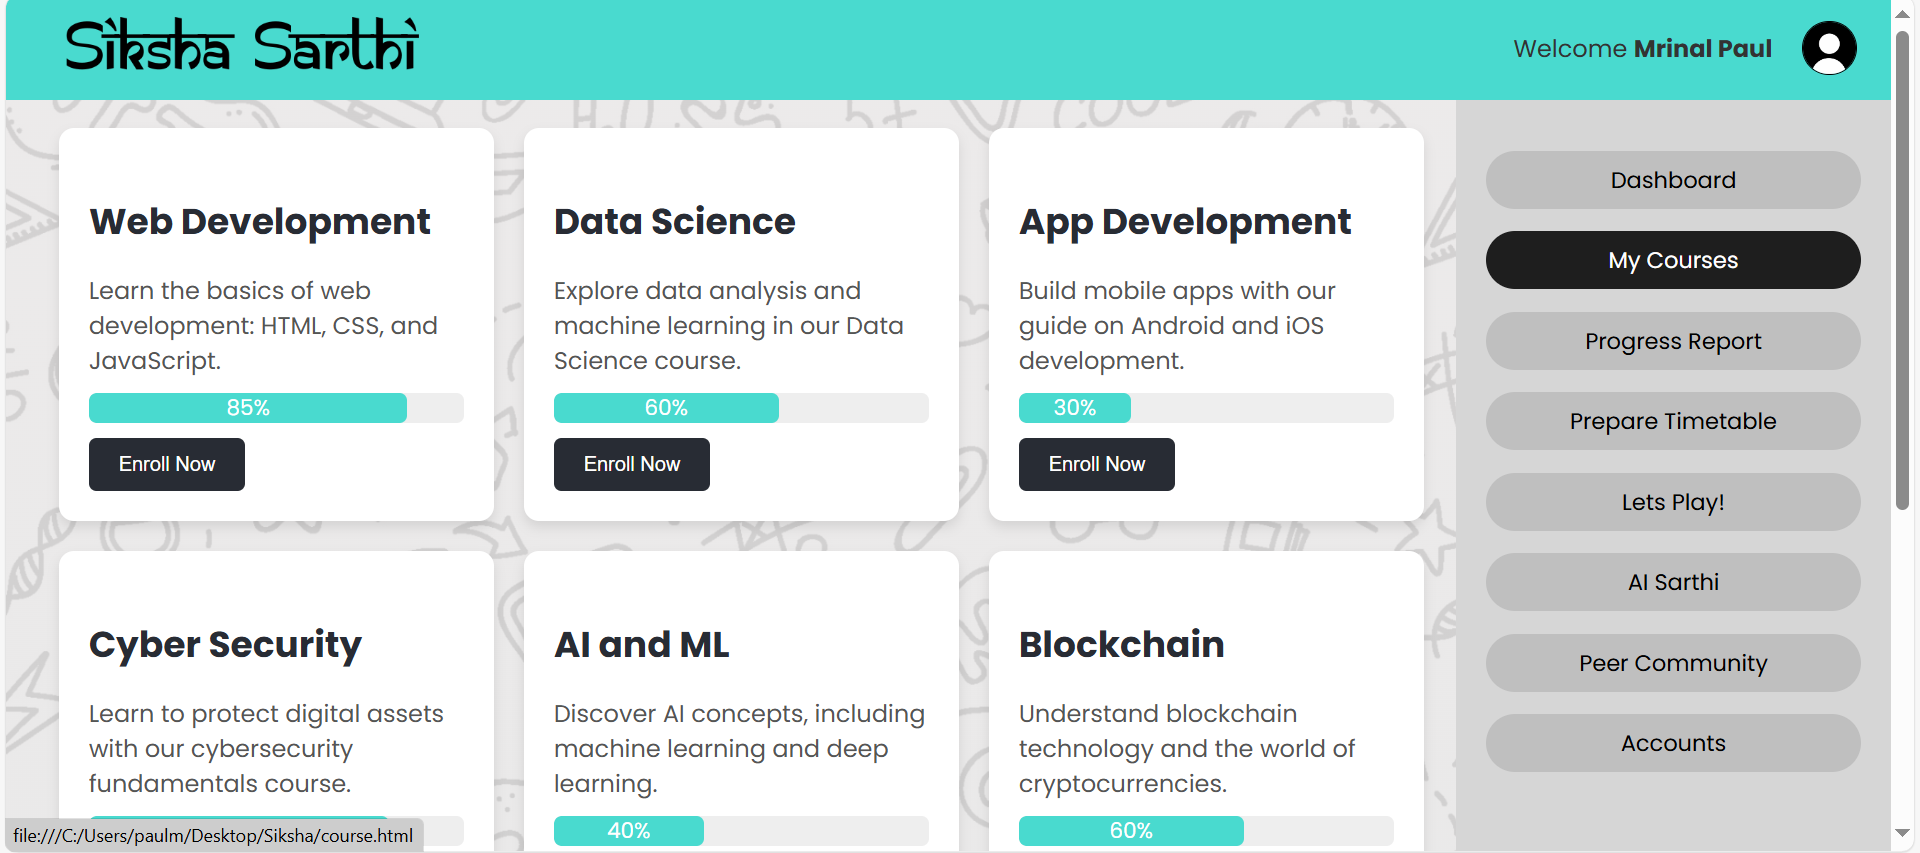 Siksha Sarthi
Welcome Mrinal Paul
Web Development
Learn the basics of web
development: HTML, CSS, and
JavaScript.
85%
Enroll Now
Data Science
Explore data analysis and
machine learning in our Data
Science course.
60%
Enroll Now
App Development
Build mobile apps with our
guide on Android and iOS
development.
30%
Enroll Now
Cyber Security
Learn to protect digital assets
with our cybersecurity
fundamentals course.
AI and ML
Discover AI concepts, including
machine learning and deep
learning.
40%
Blockchain
Understand blockchain
technology and the world of
cryptocurrencies.
60%
Dashboard
My Courses
Progress Report
Prepare Timetable
Lets Play!
AI Sarthi
Peer Community
Accounts
file:///C:/Users/paulm/Desktop/Siksha/course.html